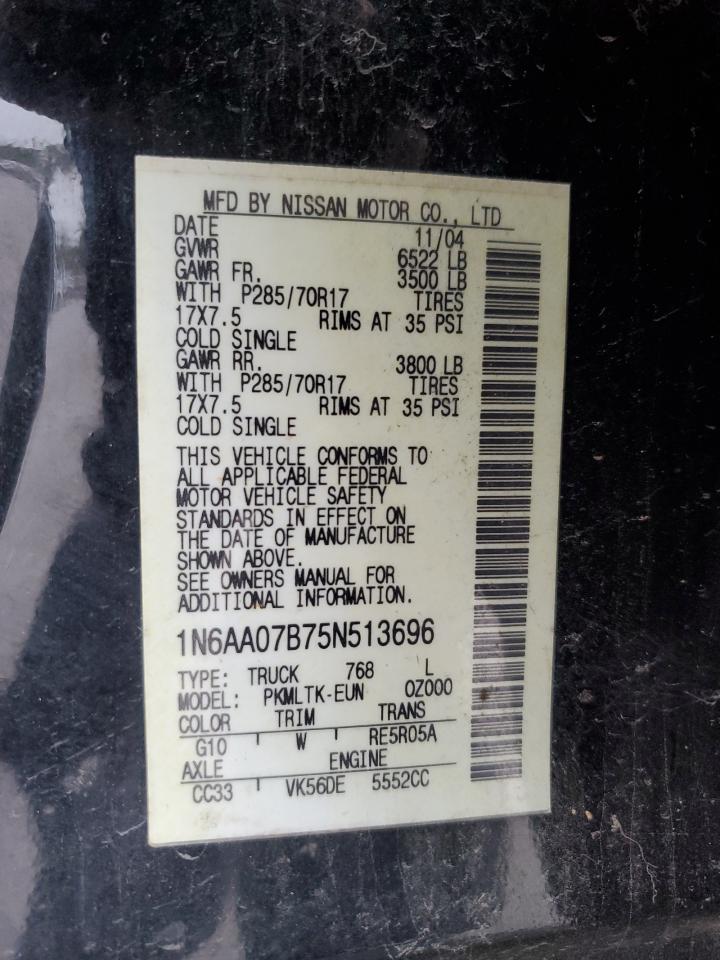 MFD BY NISSAN MOTOR CO., LTD
DATE 11/04
GVWR 6522 LB
GAWR FR. 3500 LB
WITH P285/70R17 TIRES
17X7.5 RIMS AT 35 PSI
COLD SINGLE
GAWR RR. 3800 LB
WITH P285/70R17 TIRES
17X7.5 RIMS AT 35 PSI
COLD SINGLE
THIS VEHICLE CONFORMS TO
ALL APPLICABLE FEDERAL
MOTOR VEHICLE SAFETY
STANDARDS IN EFFECT ON
THE DATE OF MANUFACTURE
SHOWN ABOVE.
SEE OWNERS MANUAL FOR
ADDITIONAL INFORMATION.
1N6AA07B75N513696
TYPE: TRUCK 768 L
MODEL: PKMLTK-EUN 0Z000
COLOR TRIM TRANS
G10 W RE5R05A
AXLE ENGINE
CC33 VK56DE 5552CC